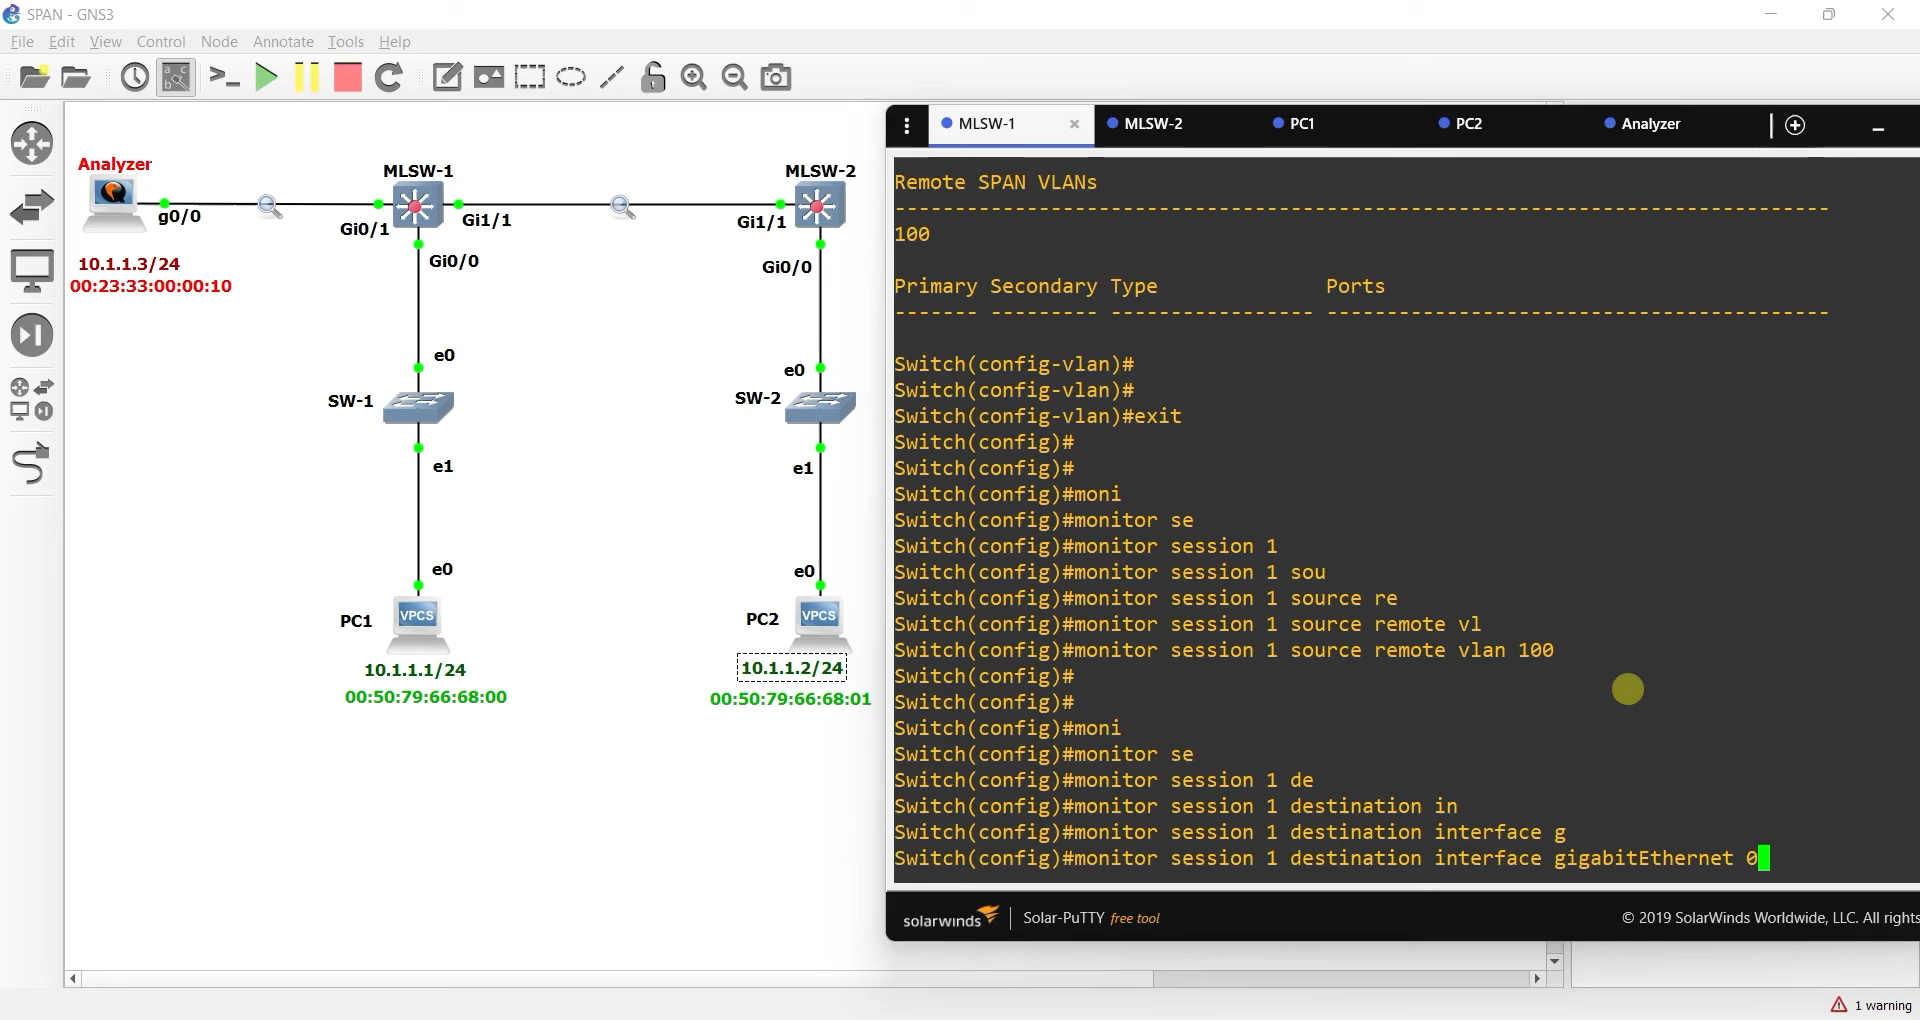 SPAN - GNS3
File Edit View Control Node Annotate Tools Help
MLSW-1 × MLSW-2 PC1 PC2 Analyzer
Analyzer
g0/0
10.1.1.3/24
00:23:33:00:00:10
MLSW-1
Gi0/1
Gi1/1
Gi0/0
MLSW-2
Gi1/1
Gi0/0
e0
SW-1
e1
e0
PC1
VPCS
10.1.1.1/24
00:50:79:66:68:00
e0
SW-2
e1
e0
PC2
VPCS
10.1.1.2/24
00:50:79:66:68:01
Remote SPAN VLANs
------------------------------------------------------------------------------
100
Primary Secondary Type              Ports
------- --------- ----------------- ------------------------------------------
Switch(config-vlan)#
Switch(config-vlan)#
Switch(config-vlan)#exit
Switch(config)#
Switch(config)#
Switch(config)#moni
Switch(config)#monitor se
Switch(config)#monitor session 1
Switch(config)#monitor session 1 sou
Switch(config)#monitor session 1 source re
Switch(config)#monitor session 1 source remote vl
Switch(config)#monitor session 1 source remote vlan 100
Switch(config)#
Switch(config)#
Switch(config)#moni
Switch(config)#monitor se
Switch(config)#monitor session 1 de
Switch(config)#monitor session 1 destination in
Switch(config)#monitor session 1 destination interface g
Switch(config)#monitor session 1 destination interface gigabitEthernet 0
solarwinds | Solar-PuTTY free tool
© 2019 SolarWinds Worldwide, LLC. All rights
1 warning